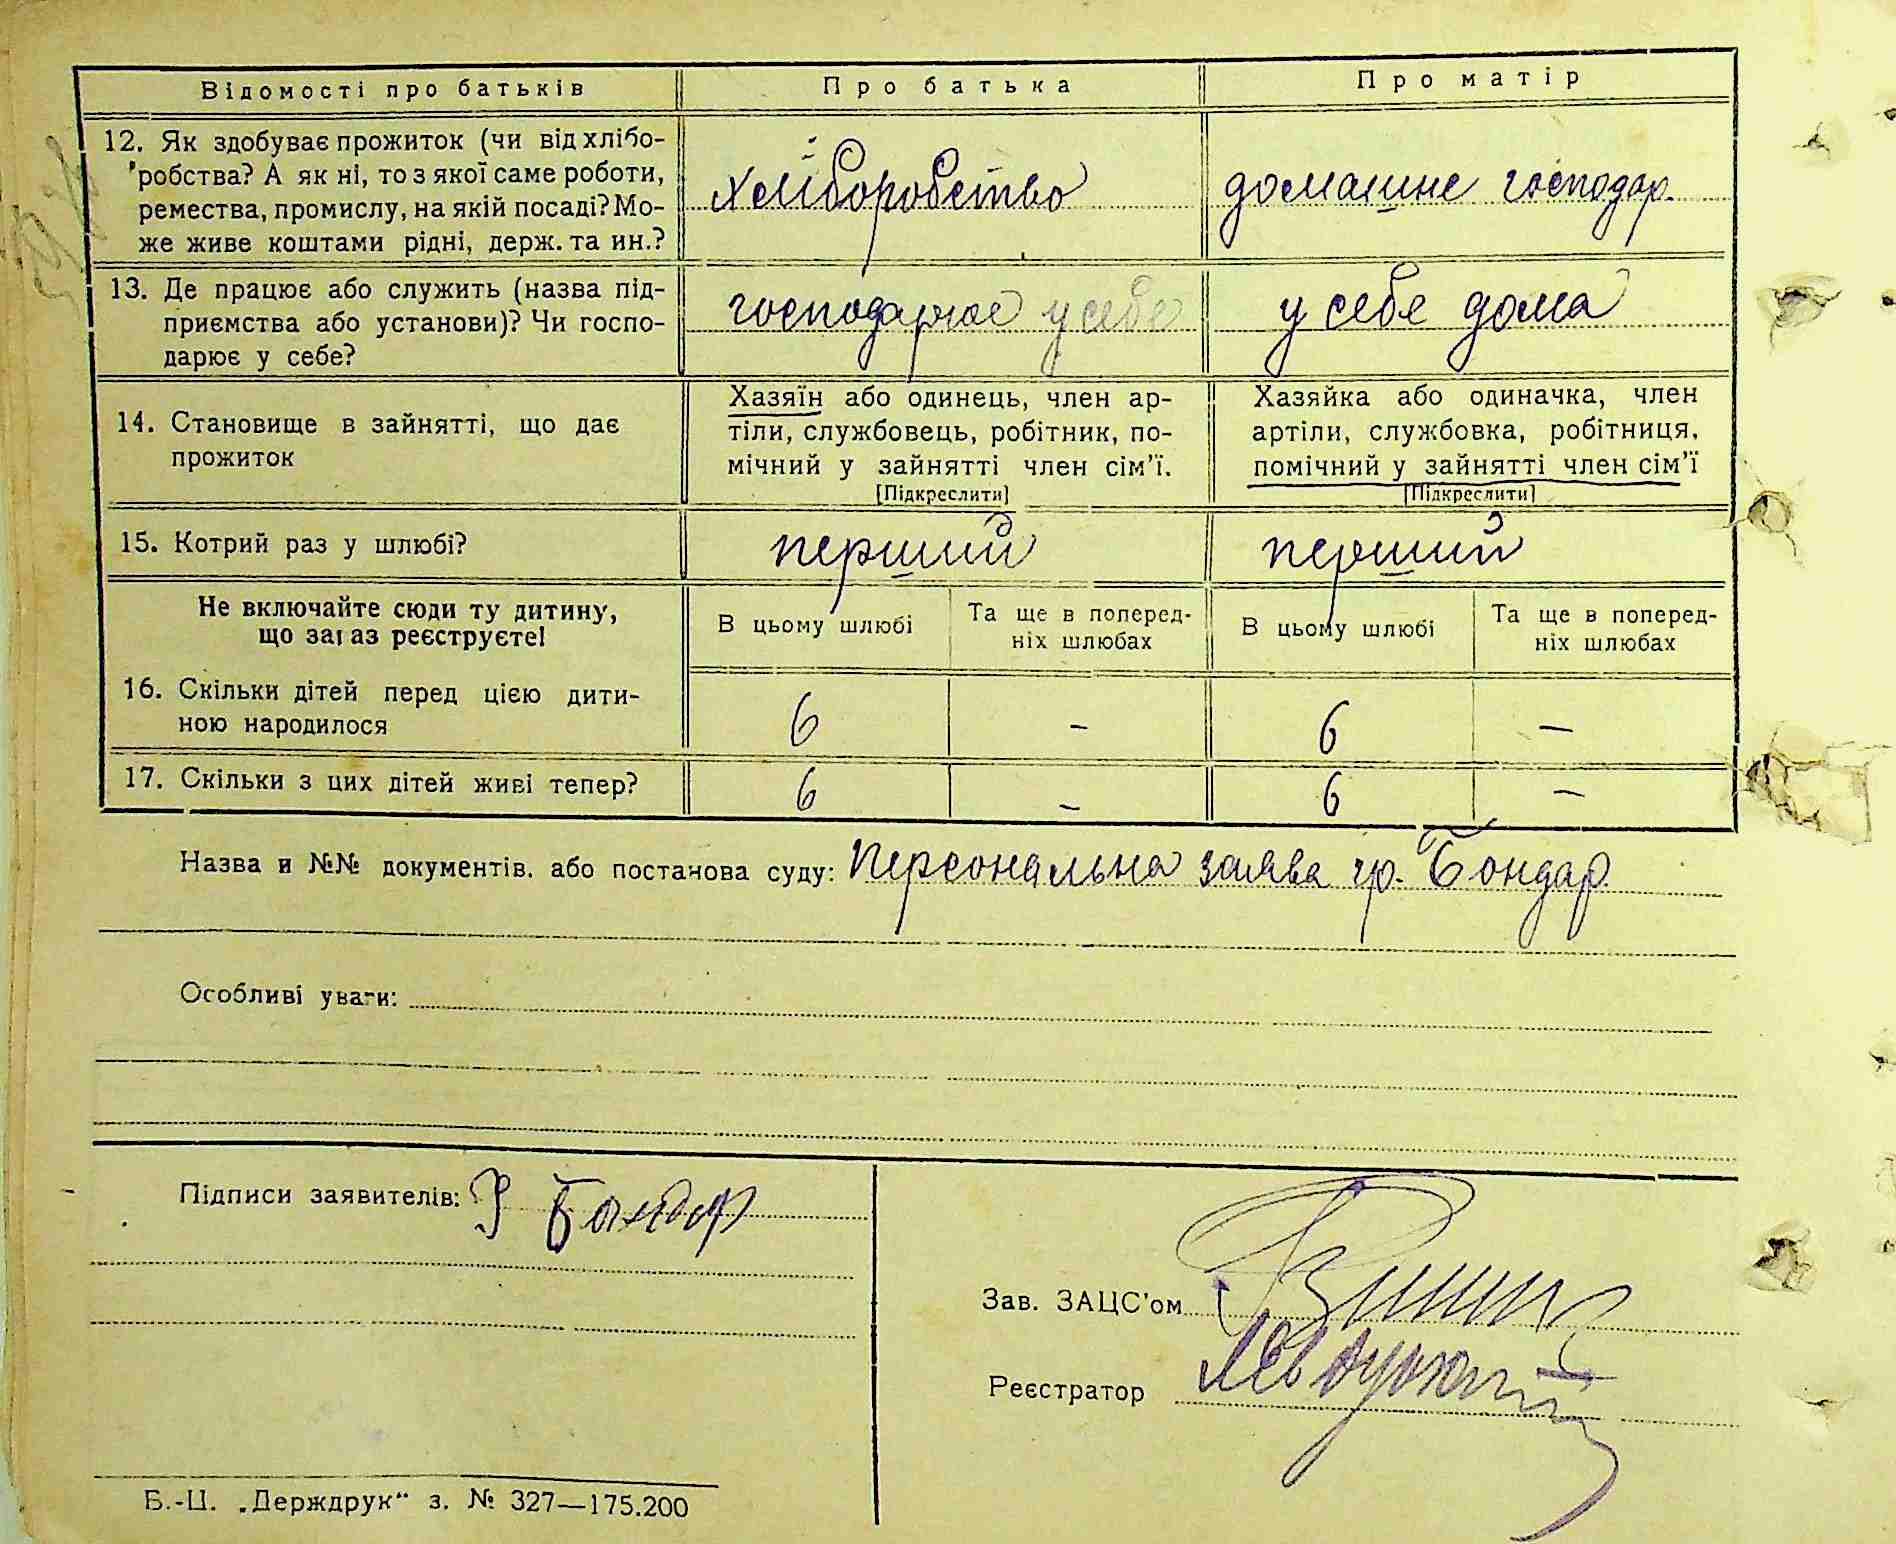 Відомості про батьків Про батька Про матір
12. Як здобуває прожиток (чи від хлібо-
робства? А як ні, то з якої саме роботи,
ремества, промислу, на якій посаді? Мо-
же живе коштами рідні, держ. та ин.?
хліборобство домашнє господар.
13. Де працює або служить (назва під-
приємства або установи)? Чи госпо-
дарює у себе?
господарює у себе у себе дома
14. Становище в зайнятті, що дає
прожиток
Хазяїн або одинець, член ар-
тіли, службовець, робітник, по-
мічний у зайнятті член сім'ї.
[Підкреслити]
Хазяйка або одиначка, член
артіли, службовка, робітниця,
помічний у зайнятті член сім'ї
[Підкреслити]
15. Котрий раз у шлюбі? перший перший
Не включайте сюди ту дитину,
що зараз реєструєте!
В цьому шлюбі
Та ще в поперед-
ніх шлюбах
В цьому шлюбі
Та ще в поперед-
ніх шлюбах
16. Скільки дітей перед цією дити-
ною народилося
6 – 6 –
17. Скільки з цих дітей живі тепер? 6 – 6 –
Назва и №№ документів. або постанова суду: Персональна заява гр. Бондар
Особливі уваги:
Підписи заявителів: Бондар
Зав. ЗАЦС'ом
Реєстратор
Б.-Ц. „Держдрук“ з. № 327—175.200